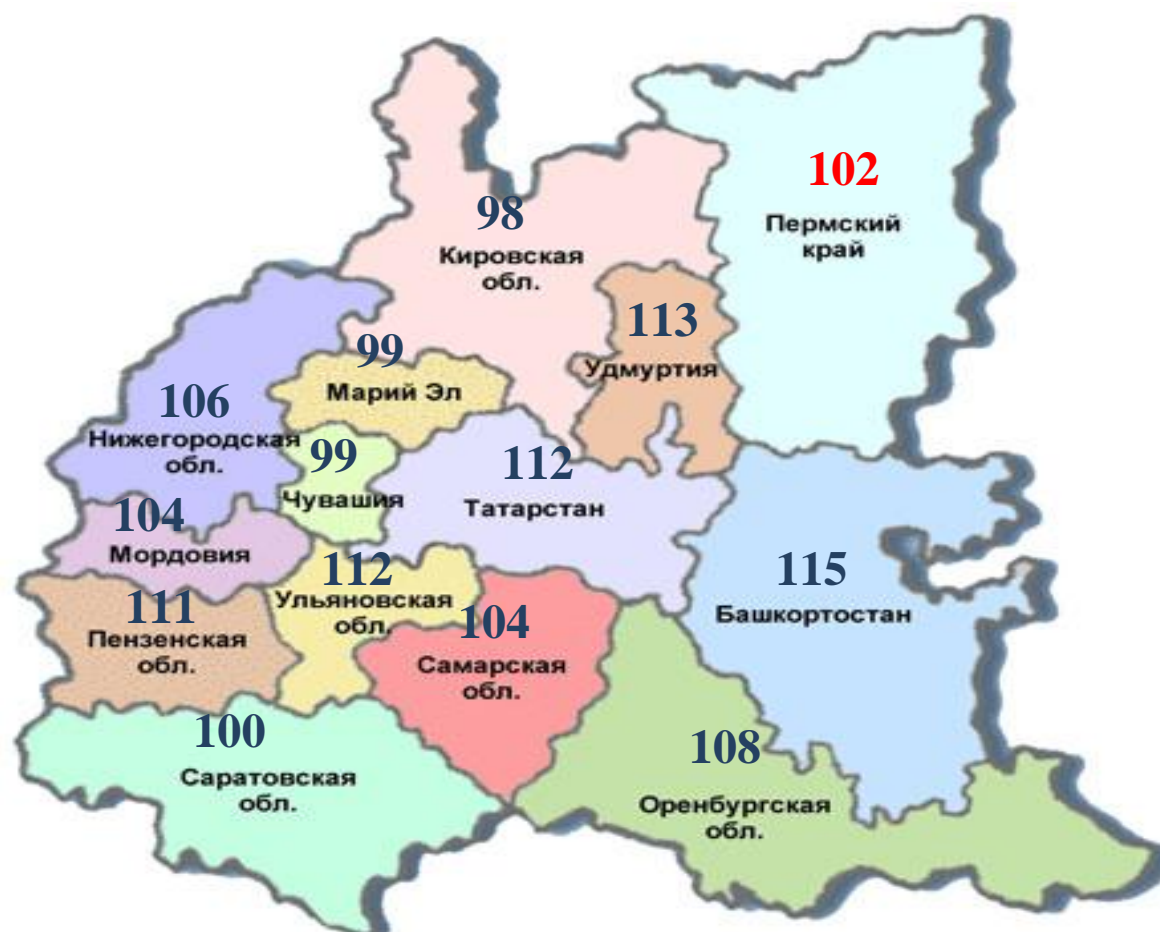 102
Пермский
край
98
Кировская
обл.
113
Удмуртия
99
Марий Эл
106
Нижегородская
обл.
99
Чувашия
112
Татарстан
104
Мордовия
112
Ульяновская
обл.
115
Башкортостан
111
Пензенская
обл.
104
Самарская
обл.
100
Саратовская
обл.
108
Оренбургская
обл.